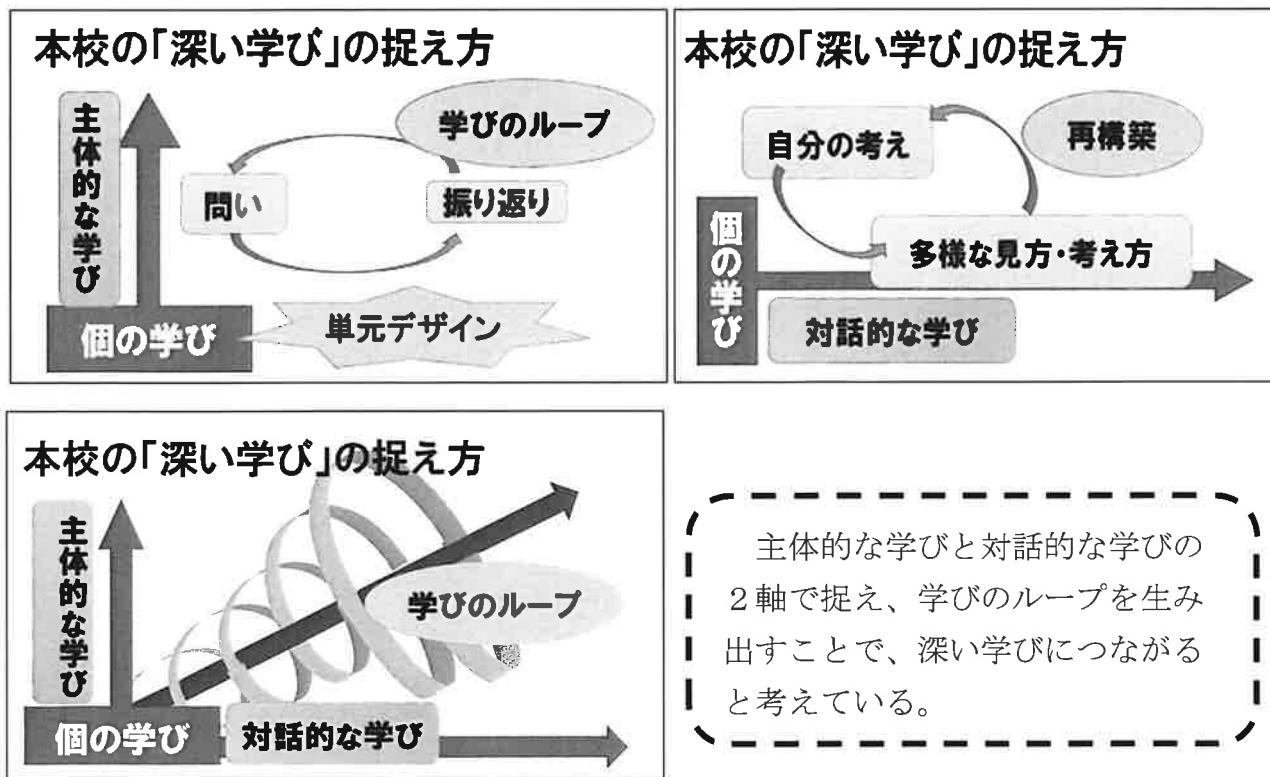 本校の「深い学び」の捉え方
主体的な学び
学びのループ
問い
振り返り
個の学び
単元デザイン
本校の「深い学び」の捉え方
自分の考え
再構築
個の学び
多様な見方・考え方
対話的な学び
本校の「深い学び」の捉え方
主体的な学び
学びのループ
個の学び
対話的な学び
主体的な学びと対話的な学びの
２軸で捉え、学びのループを生み
出すことで、深い学びにつながる
と考えている。